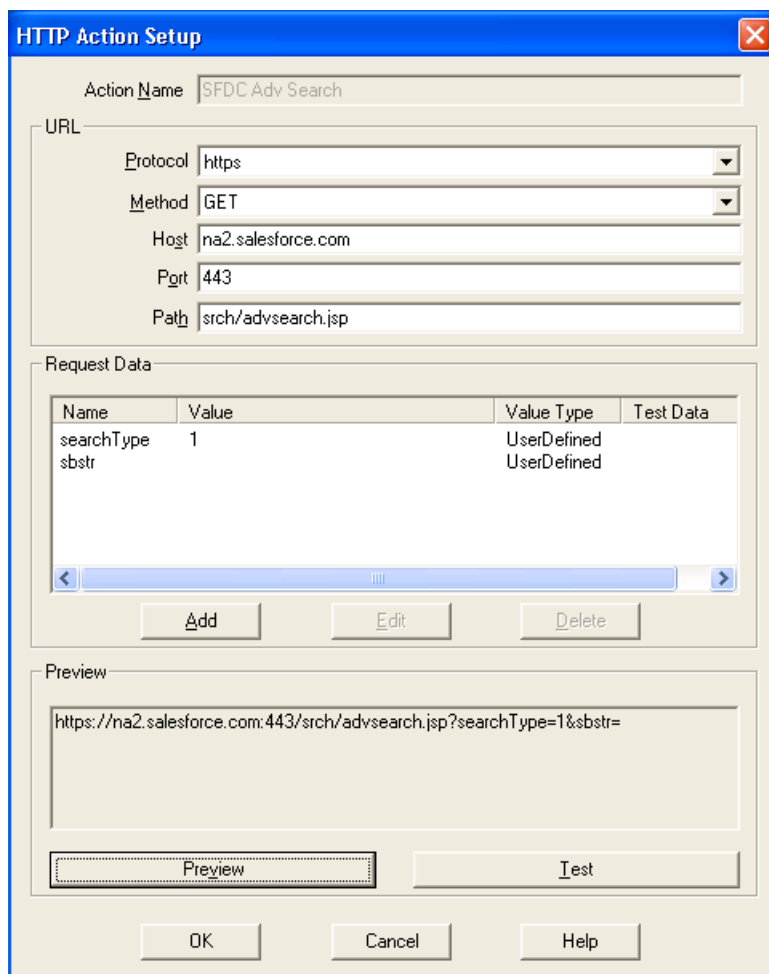 HTTP Action Setup
Action Name SFDC Adv Search
URL
Protocol https
Method GET
Host na2.salesforce.com
Port 443
Path srch/advsearch.jsp
Request Data
Name Value Value Type Test Data
searchType 1 UserDefined
sbstr UserDefined
Add Edit Delete
Preview
https://na2.salesforce.com:443/srch/advsearch.jsp?searchType=1&sbstr=
Preview Test
OK Cancel Help